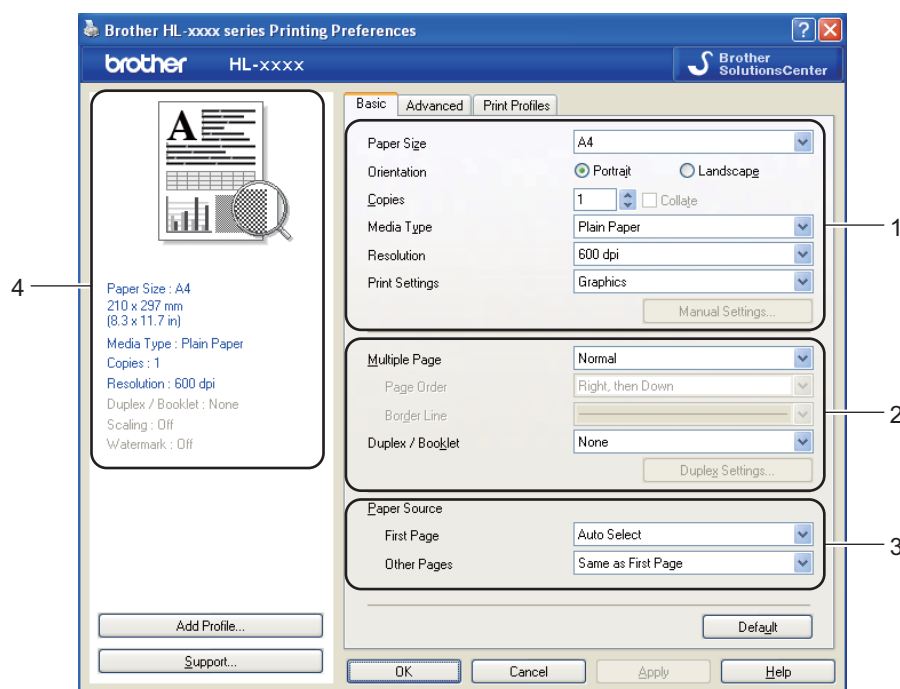 Brother HL-xxxx series Printing Preferences
brother HL-xxxx
Brother
SolutionsCenter
A
Paper Size : A4
210 x 297 mm
(8.3 x 11.7 in)
Media Type : Plain Paper
Copies : 1
Resolution : 600 dpi
Duplex / Booklet : None
Scaling : Off
Watermark : Off
4
Add Profile...
Support...
Basic Advanced Print Profiles
Paper Size A4
Orientation Portrait Landscape
Copies 1 Collate
Media Type Plain Paper
Resolution 600 dpi
Print Settings Graphics
Manual Settings...
1
Multiple Page Normal
Page Order Right, then Down
Border Line
Duplex / Booklet None
Duplex Settings...
2
Paper Source
First Page Auto Select
Other Pages Same as First Page
3
Default
OK Cancel Apply Help